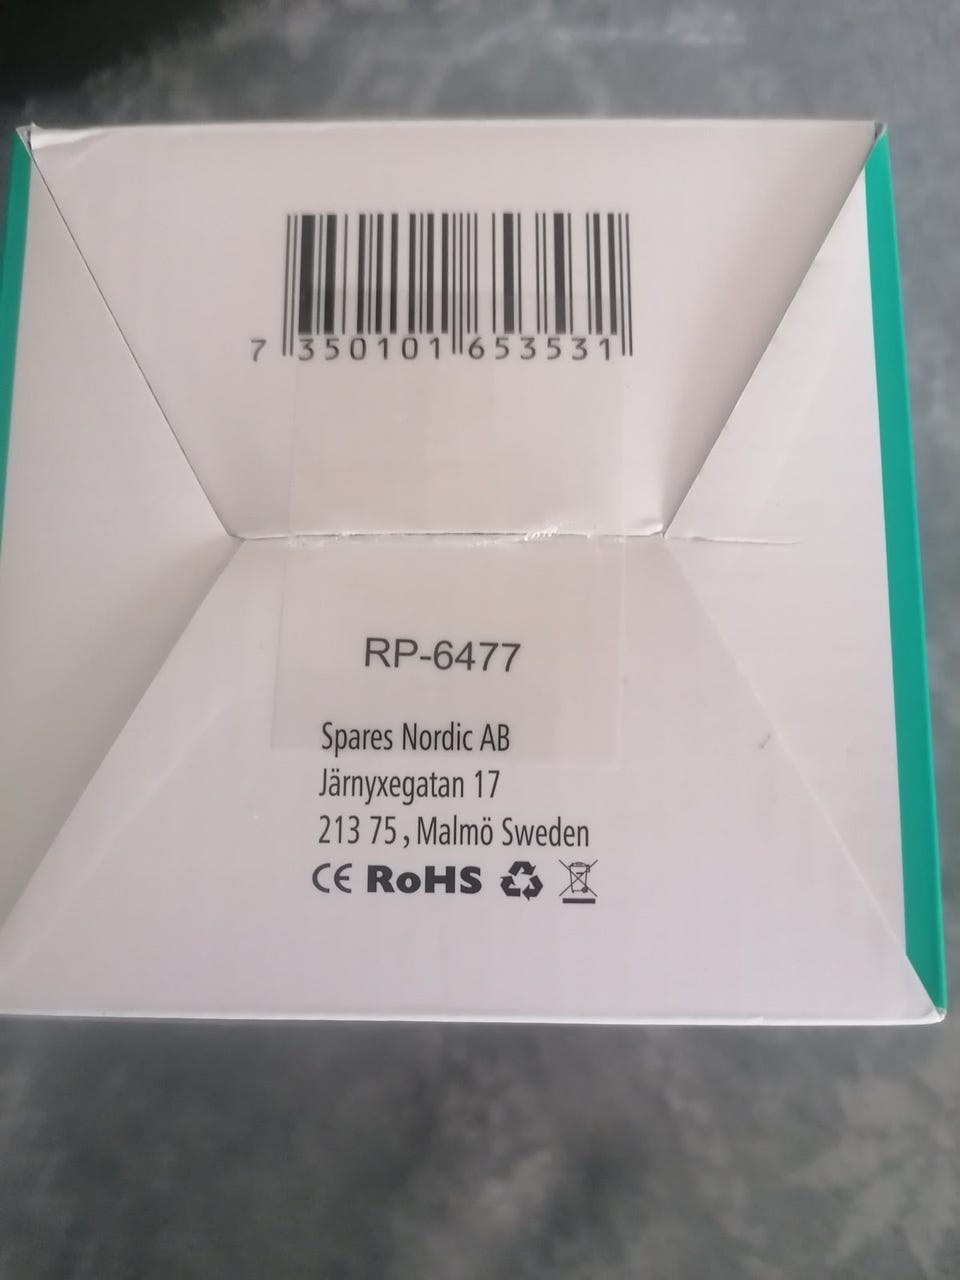 7 350101 653531
RP-6477
Spares Nordic AB
Järnyxegatan 17
213 75, Malmö Sweden
CE RoHS